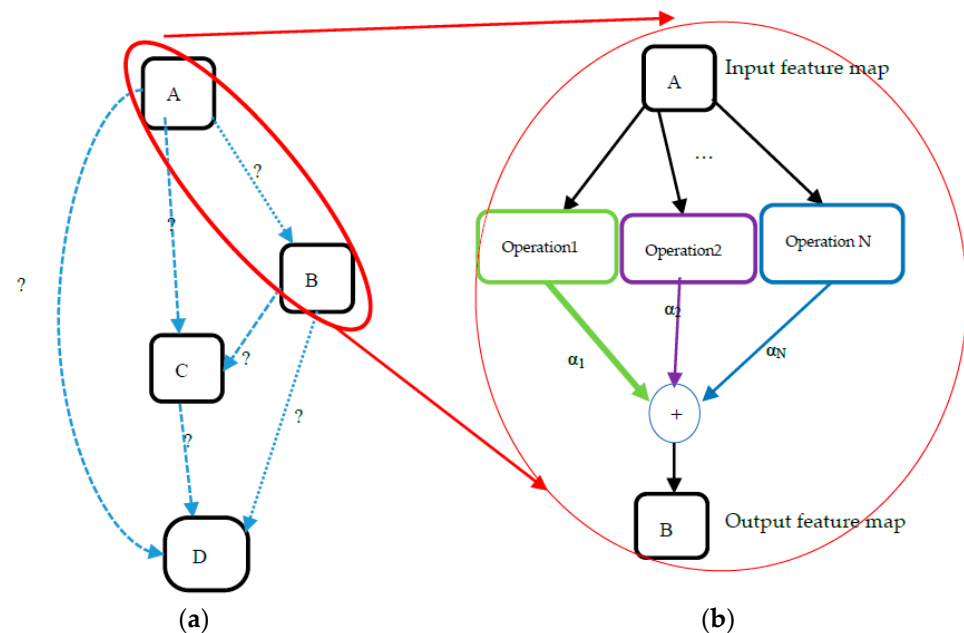 A
?
?
?
B
C
?
?
?
D
(a)
A
Input feature map
...
Operation1
Operation2
Operation N
α1
α2
αN
+
B
Output feature map
(b)